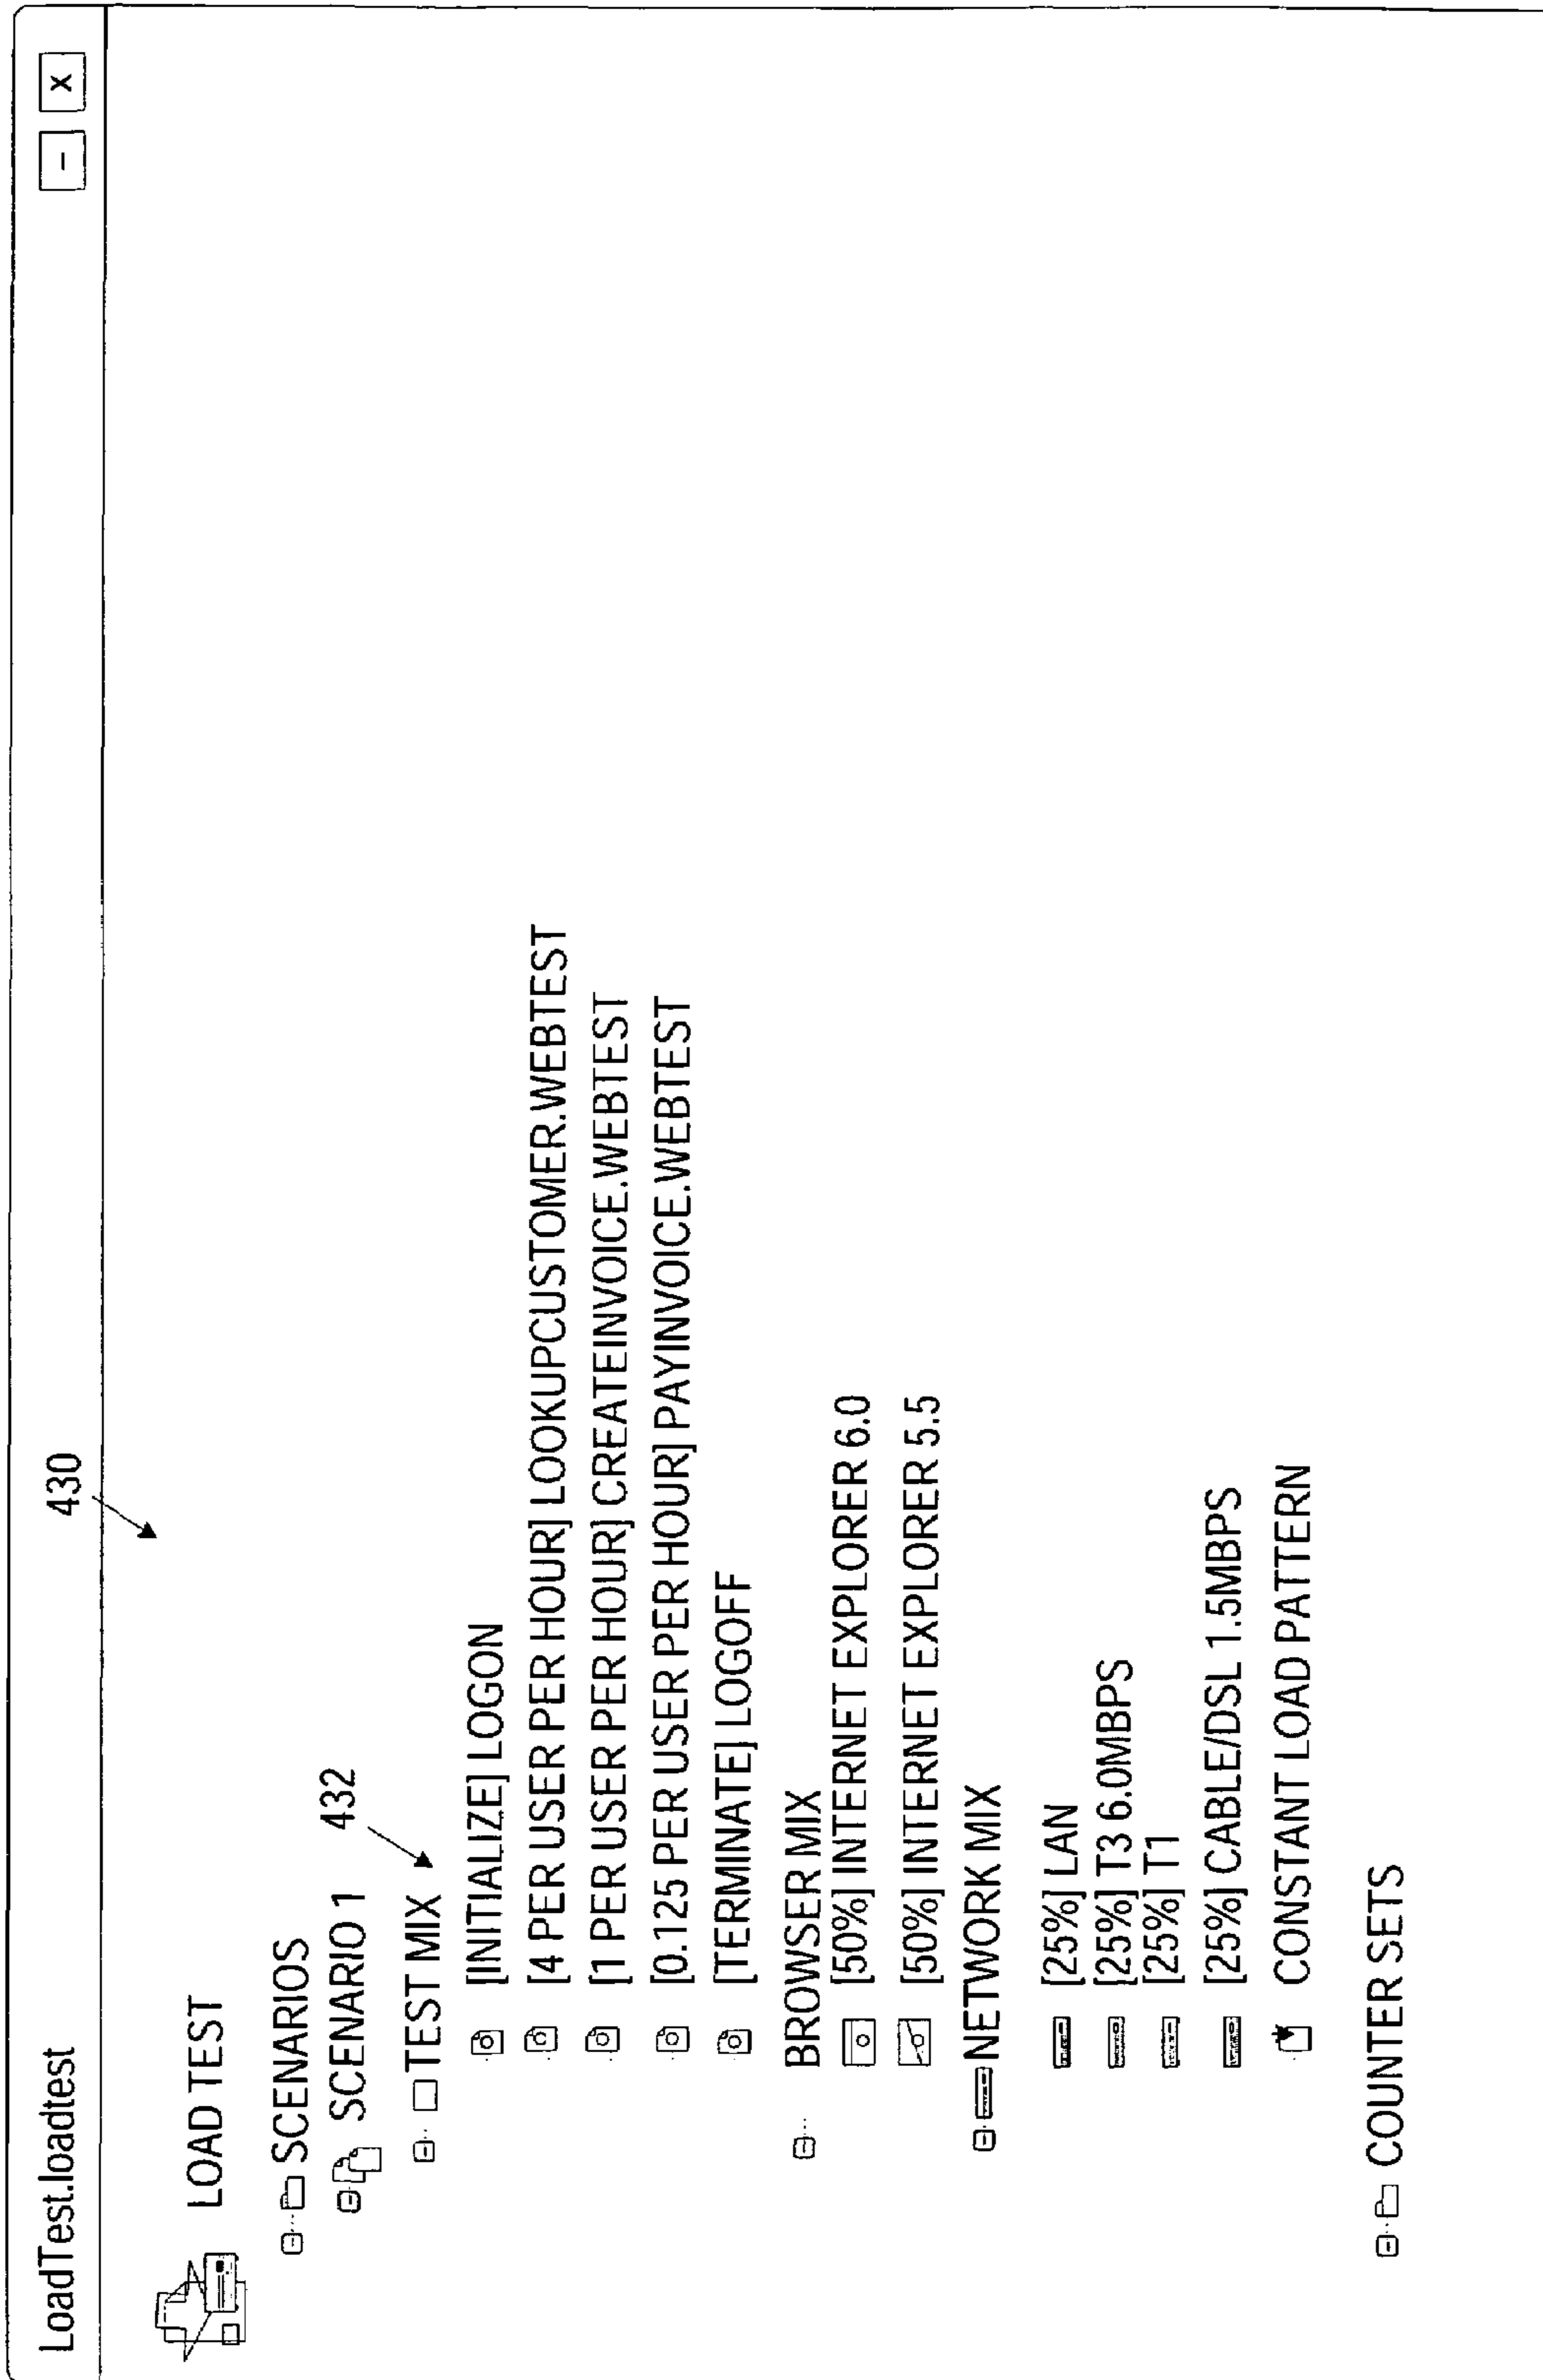 LoadTest.loadtest
- x
430
LOAD TEST
SCENARIOS
SCENARIO 1
432
TEST MIX
[INITIALIZE] LOGON
[4 PER USER PER HOUR] LOOKUPCUSTOMER.WEBTEST
[1 PER USER PER HOUR] CREATEINVOICE.WEBTEST
[0.125 PER USER PER HOUR] PAYINVOICE.WEBTEST
[TERMINATE] LOGOFF
BROWSER MIX
[50%] INTERNET EXPLORER 6.0
[50%] INTERNET EXPLORER 5.5
NETWORK MIX
[25%] LAN
[25%] T3 6.0MBPS
[25%] T1
[25%] CABLE/DSL 1.5MBPS
CONSTANT LOAD PATTERN
COUNTER SETS